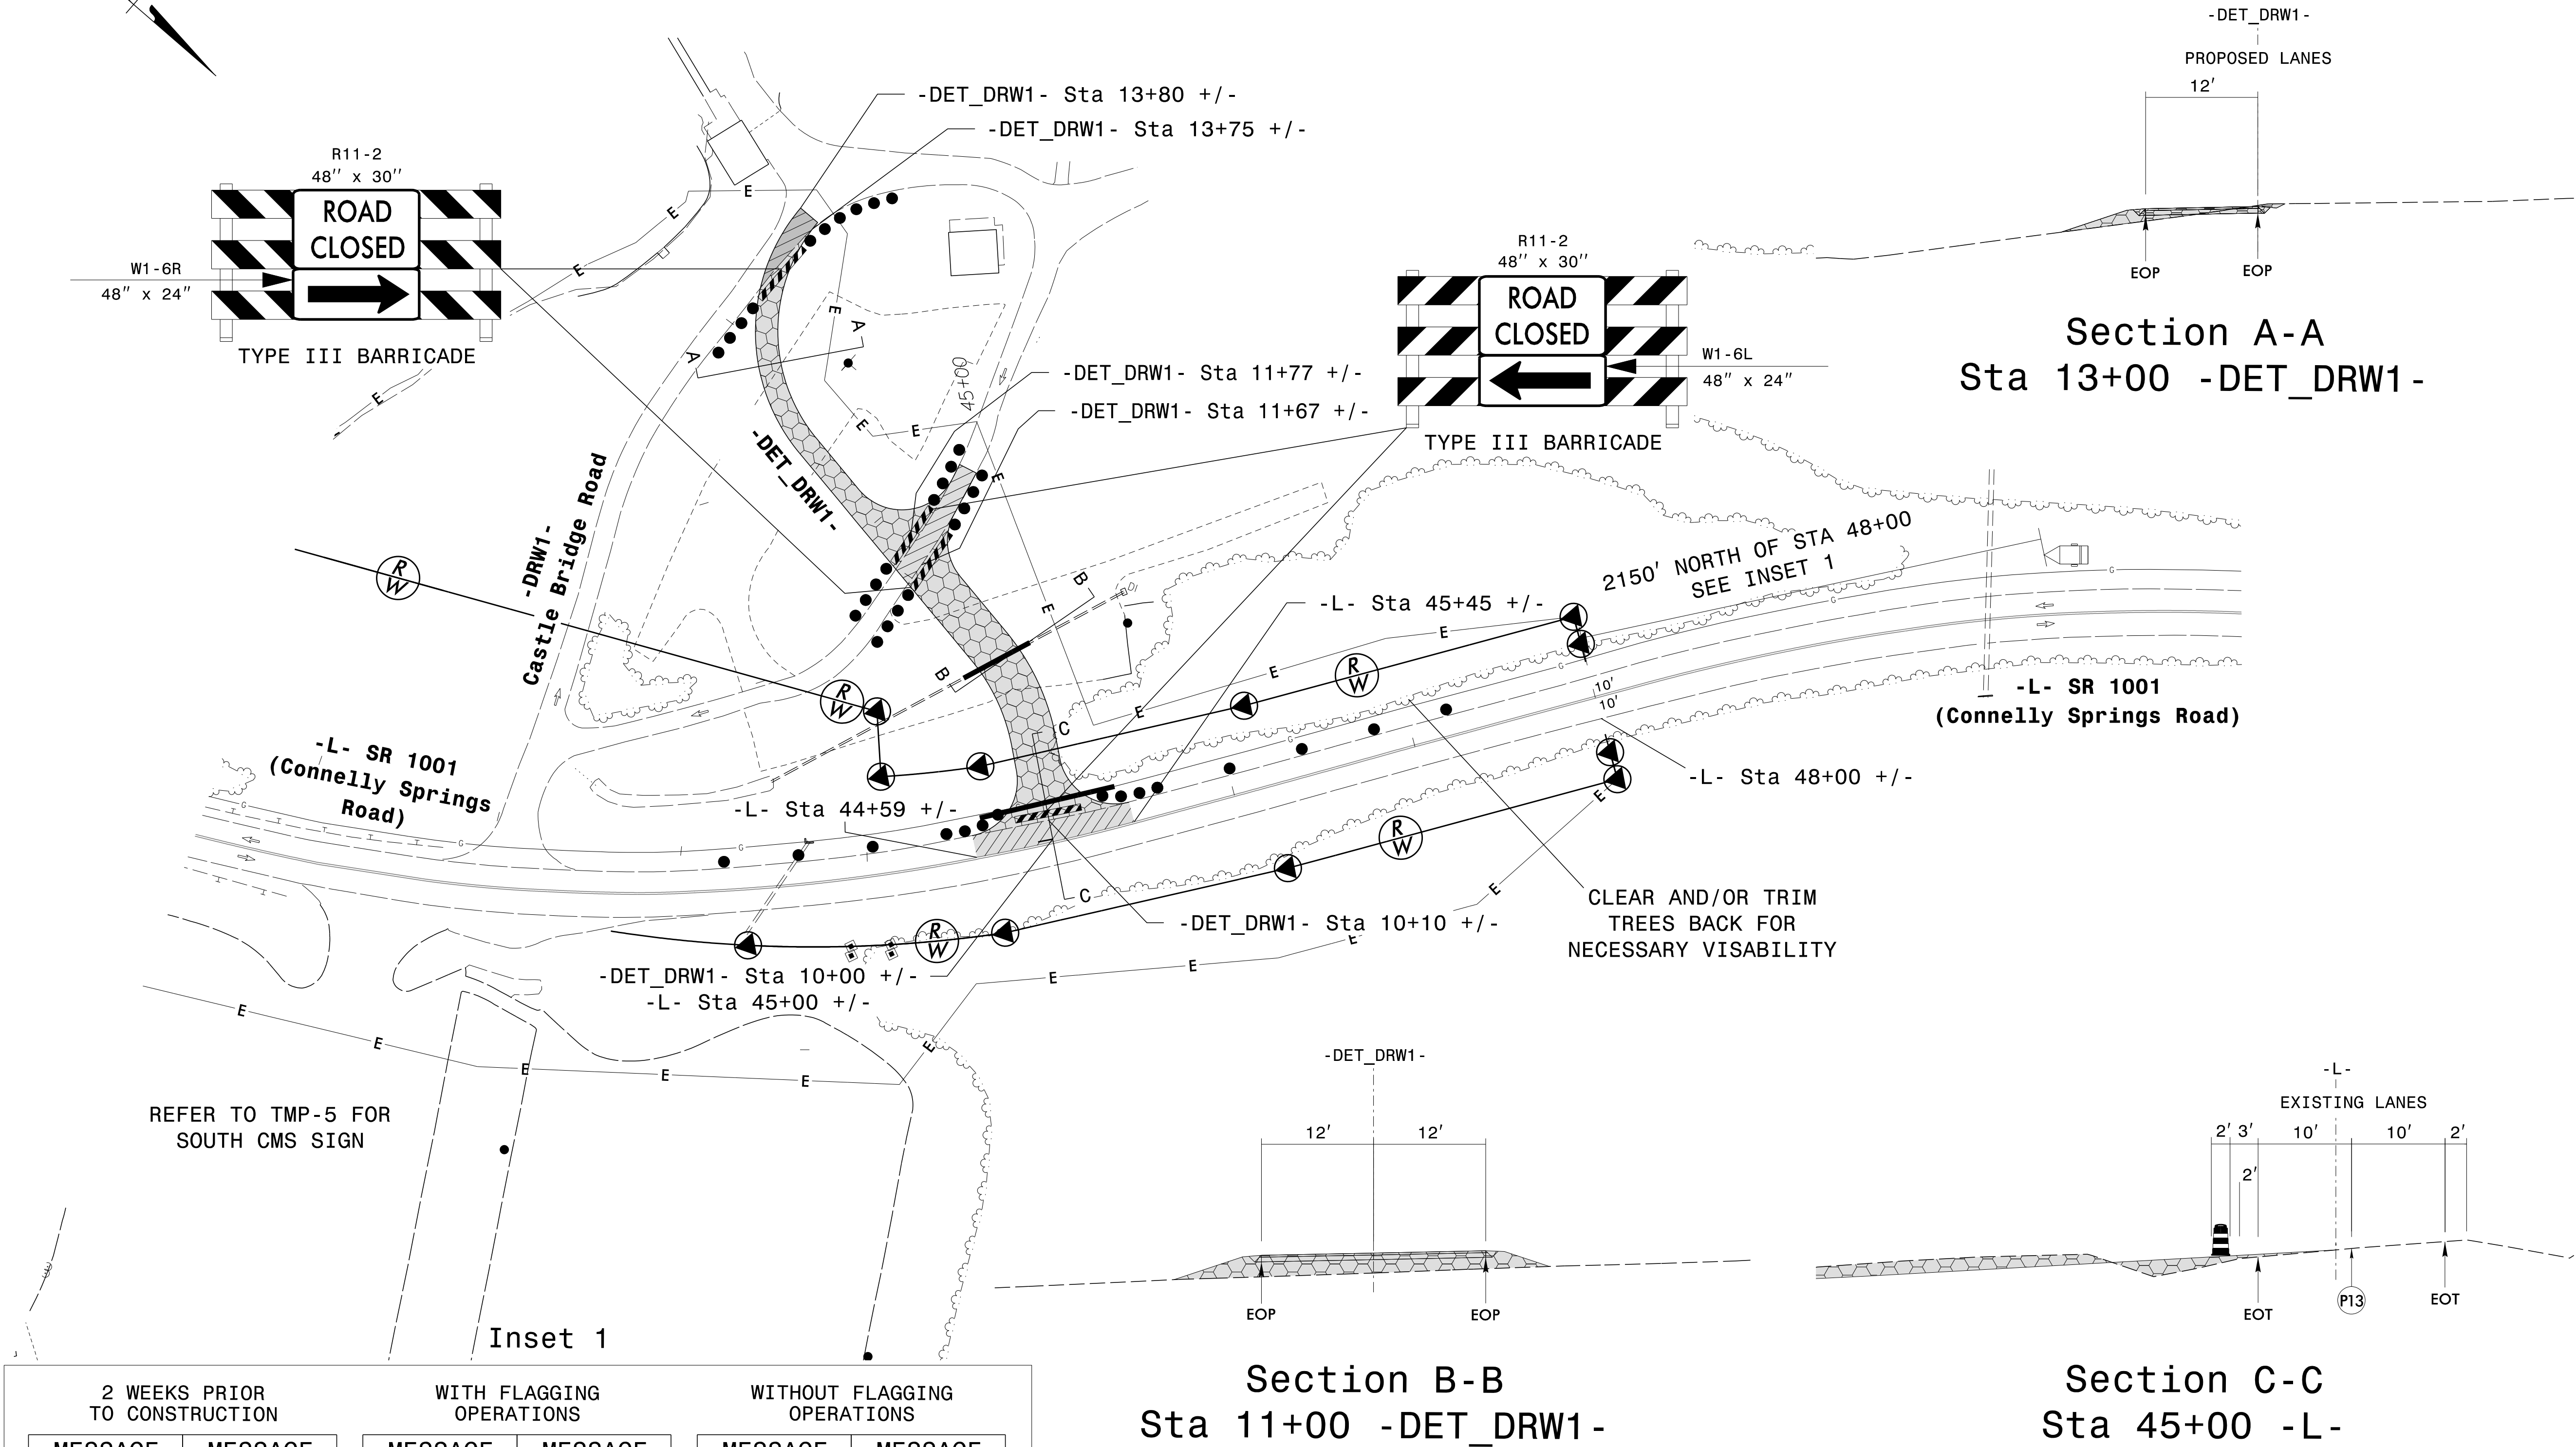 -DET_DRW1-
PROPOSED LANES
12'
EOP
EOP
Section A-A
Sta 13+00 -DET_DRW1-
-DET_DRW1- Sta 13+80 +/-
-DET_DRW1- Sta 13+75 +/-
R11-2
48" x 30"
ROAD
CLOSED
W1-6R
48" x 24"
TYPE III BARRICADE
R11-2
48" x 30"
ROAD
CLOSED
W1-6L
48" x 24"
TYPE III BARRICADE
E
E
E
E
E
E
E
E
A
A
45+00
-DET_DRW1- Sta 11+77 +/-
-DET_DRW1- Sta 11+67 +/-
-DET_DRW1-
-DRW1-
Castle Bridge Road
E
E
B
B
R
W
R
W
R
W
2150' NORTH OF STA 48+00
SEE INSET 1
-L- Sta 45+45 +/-
E
E
E
G
G
G
G
10'
10'
-L- SR 1001
(Connelly Springs Road)
-L- SR 1001
(Connelly Springs
Road)
G
T
T
T
T
T
T
T
G
G
C
C
-L- Sta 44+59 +/-
-L- Sta 48+00 +/-
R
W
R
W
E
E
E
E
E
-DET_DRW1- Sta 10+10 +/-
CLEAR AND/OR TRIM
TREES BACK FOR
NECESSARY VISABILITY
-DET_DRW1- Sta 10+00 +/-
-L- Sta 45+00 +/-
E
E
E
E
E
E
REFER TO TMP-5 FOR
SOUTH CMS SIGN
-DET_DRW1-
12'
12'
EOP
EOP
Section B-B
Sta 11+00 -DET_DRW1-
-L-
EXISTING LANES
2' 3' 10' 10' 2'
2'
EOT
P13
EOT
Section C-C
Sta 45+00 -L-
Inset 1
2 WEEKS PRIOR
TO CONSTRUCTION
WITH FLAGGING
OPERATIONS
WITHOUT FLAGGING
OPERATIONS
MESSAGE MESSAGE MESSAGE MESSAGE MESSAGE MESSAGE